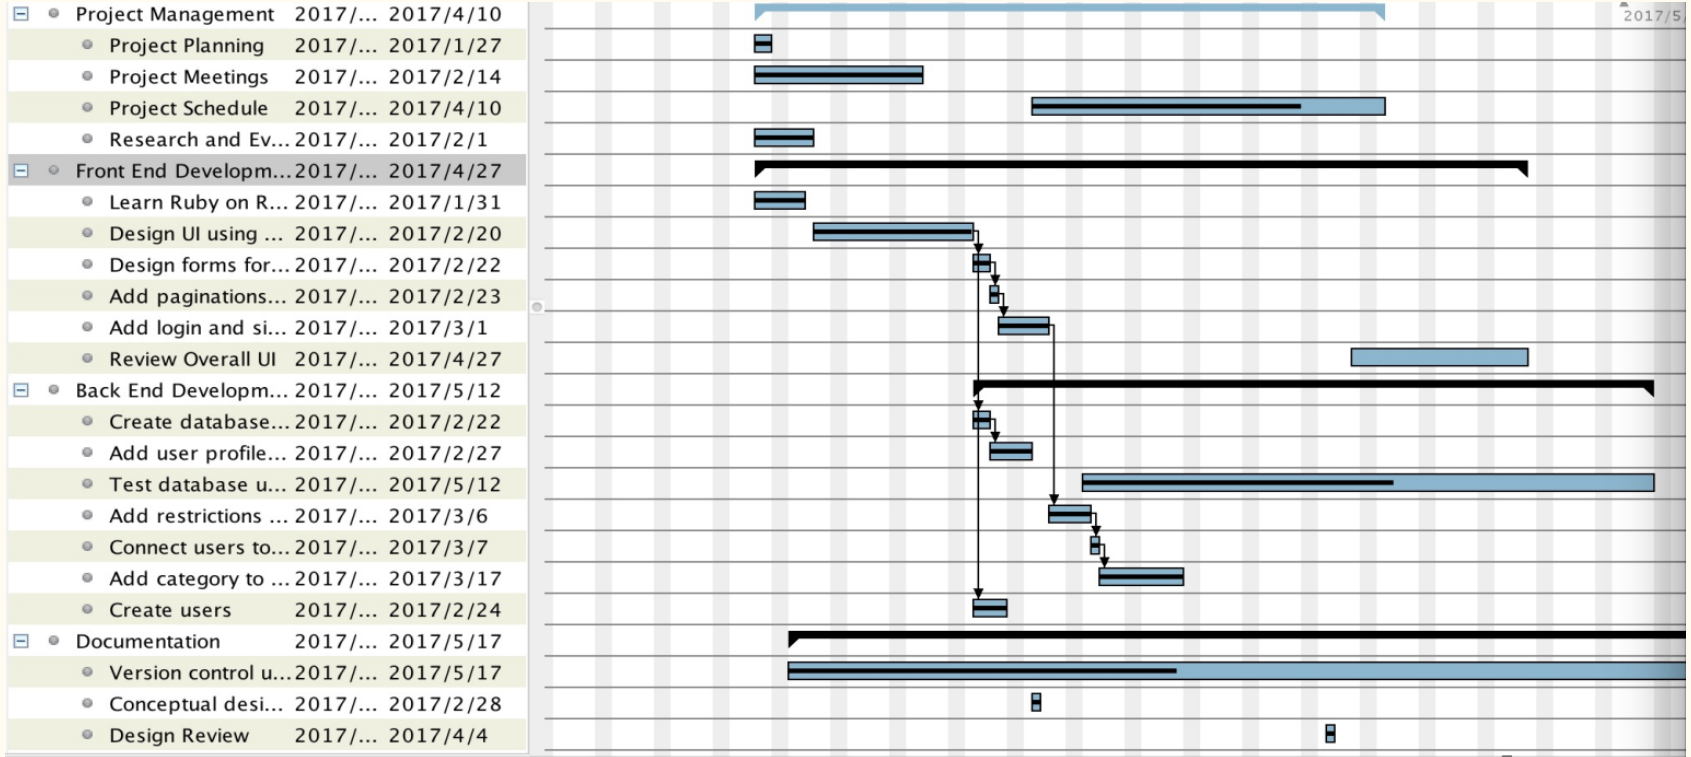 Project Management 2017/... 2017/4/10
2017/5/
Project Planning 2017/... 2017/1/27
Project Meetings 2017/... 2017/2/14
Project Schedule 2017/... 2017/4/10
Research and Ev... 2017/... 2017/2/1
Front End Developm... 2017/... 2017/4/27
Learn Ruby on R... 2017/... 2017/1/31
Design UI using ... 2017/... 2017/2/20
Design forms for... 2017/... 2017/2/22
Add paginations... 2017/... 2017/2/23
Add login and si... 2017/... 2017/3/1
Review Overall UI 2017/... 2017/4/27
Back End Developm... 2017/... 2017/5/12
Create database... 2017/... 2017/2/22
Add user profile... 2017/... 2017/2/27
Test database u... 2017/... 2017/5/12
Add restrictions ... 2017/... 2017/3/6
Connect users to... 2017/... 2017/3/7
Add category to ... 2017/... 2017/3/17
Create users 2017/... 2017/2/24
Documentation 2017/... 2017/5/17
Version control u... 2017/... 2017/5/17
Conceptual desi... 2017/... 2017/2/28
Design Review 2017/... 2017/4/4